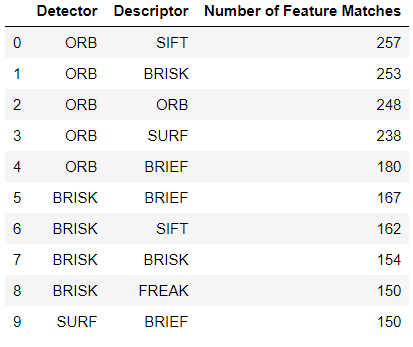 Detector Descriptor Number of Feature Matches
0 ORB SIFT 257
1 ORB BRISK 253
2 ORB ORB 248
3 ORB SURF 238
4 ORB BRIEF 180
5 BRISK BRIEF 167
6 BRISK SIFT 162
7 BRISK BRISK 154
8 BRISK FREAK 150
9 SURF BRIEF 150